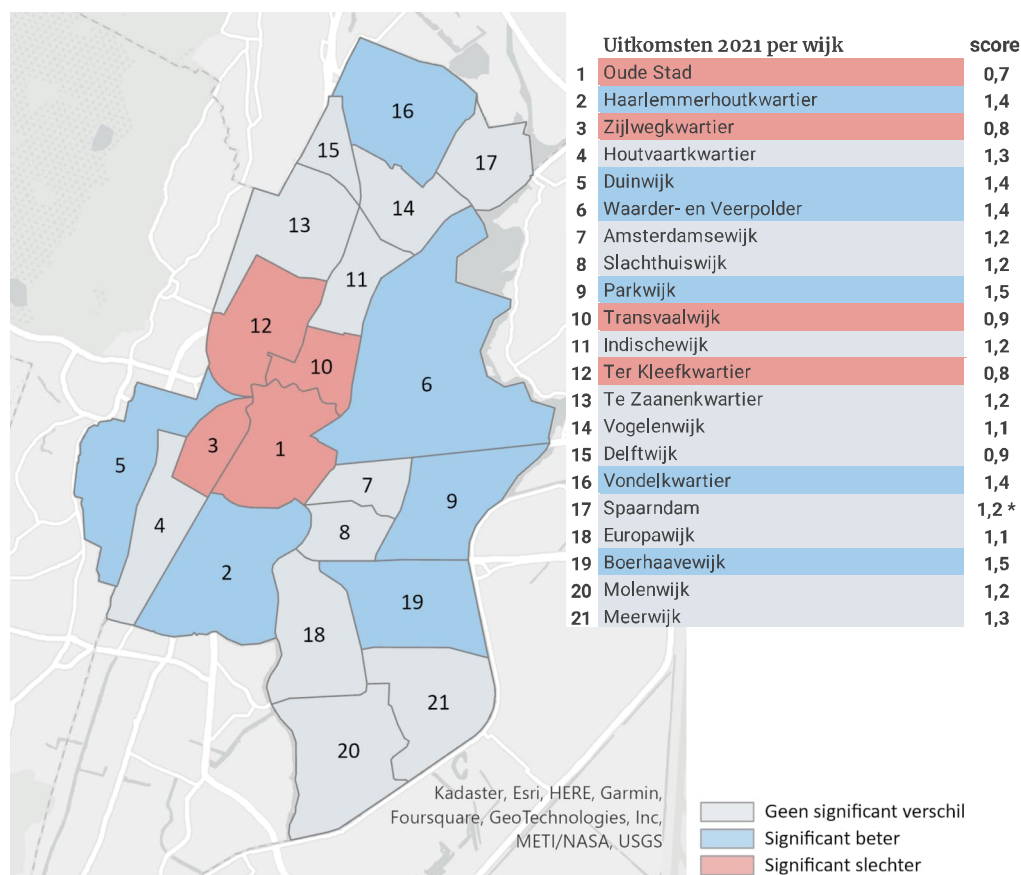 Uitkomsten 2021 per wijk score
1 Oude Stad 0,7
2 Haarlemmerhoutkwartier 1,4
3 Zijlwegkwartier 0,8
4 Houtvaartkwartier 1,3
5 Duinwijk 1,4
6 Waarder- en Veerpolder 1,4
7 Amsterdamsewijk 1,2
8 Slachthuiswijk 1,2
9 Parkwijk 1,5
10 Transvaalwijk 0,9
11 Indischewijk 1,2
12 Ter Kleefkwartier 0,8
13 Te Zaanenkwartier 1,2
14 Vogelenwijk 1,1
15 Delftwijk 0,9
16 Vondelkwartier 1,4
17 Spaarndam 1,2 *
18 Europawijk 1,1
19 Boerhaavewijk 1,5
20 Molenwijk 1,2
21 Meerwijk 1,3
16
15
17
14
13
11
12
10
6
3
1
5
7
9
4
8
2
19
18
21
20
Kadaster, Esri, HERE, Garmin,
Foursquare, GeoTechnologies, Inc,
METI/NASA, USGS
Geen significant verschil
Significant beter
Significant slechter